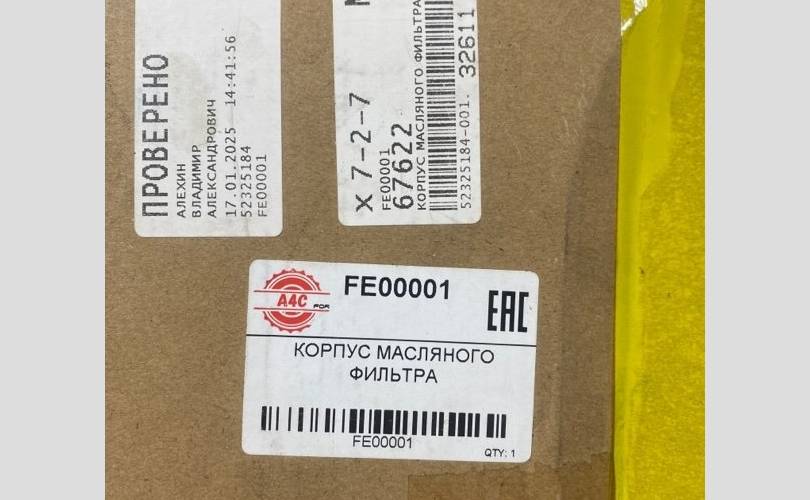 ПРОВЕРЕНО
АЛЕХИН
ВЛАДИМИР
АЛЕКСАНДРОВИЧ
17.01.2025 14:41:56
52325184
FE00001
X 7-2-7
FE00001
67622
КОРПУС МАСЛЯНОГО ФИЛЬТРА
52325184-001. 32611
A4C FOR
FE00001
EAC
КОРПУС МАСЛЯНОГО
ФИЛЬТРА
FE00001
QTY: 1